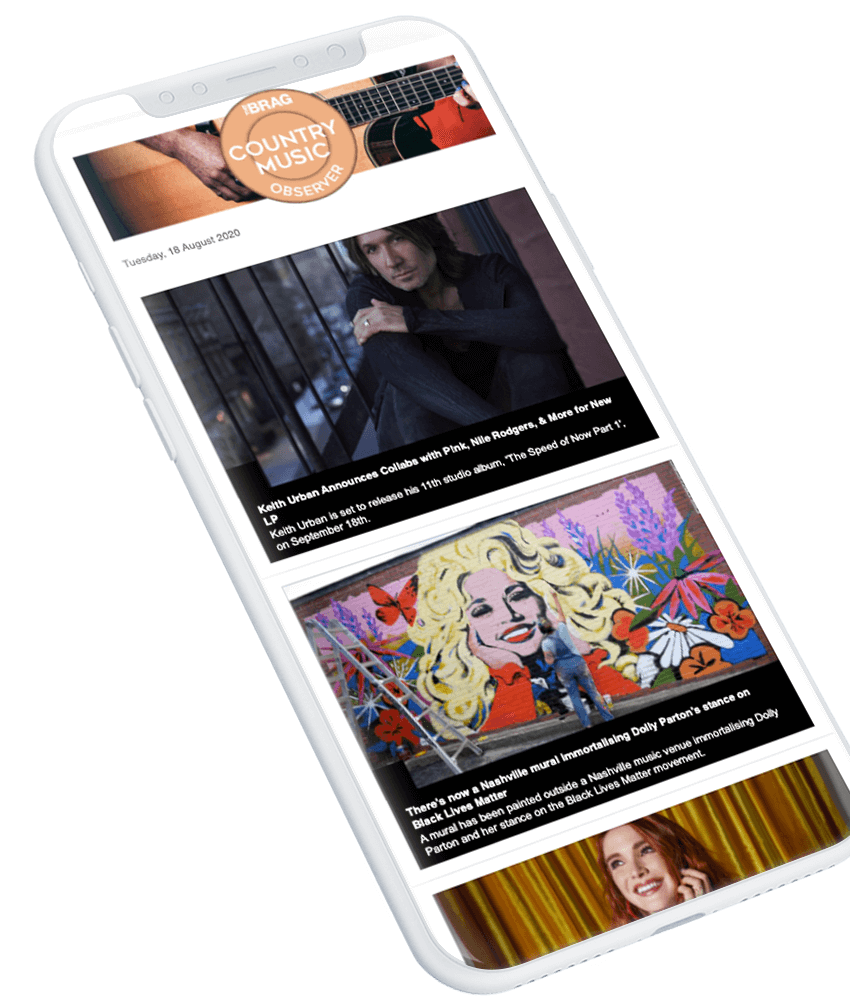 THE BRAG
COUNTRY
MUSIC
OBSERVER
Tuesday, 18 August 2020
Keith Urban Announces Collabs with P!nk, Nile Rodgers, & More for New
LP
Keith Urban is set to release his 11th studio album, 'The Speed of Now Part 1',
on September 18th.
There's now a Nashville mural immortalising Dolly Parton's stance on
Black Lives Matter
A mural has been painted outside a Nashville music venue immortalising Dolly
Parton and her stance on the Black Lives Matter movement.